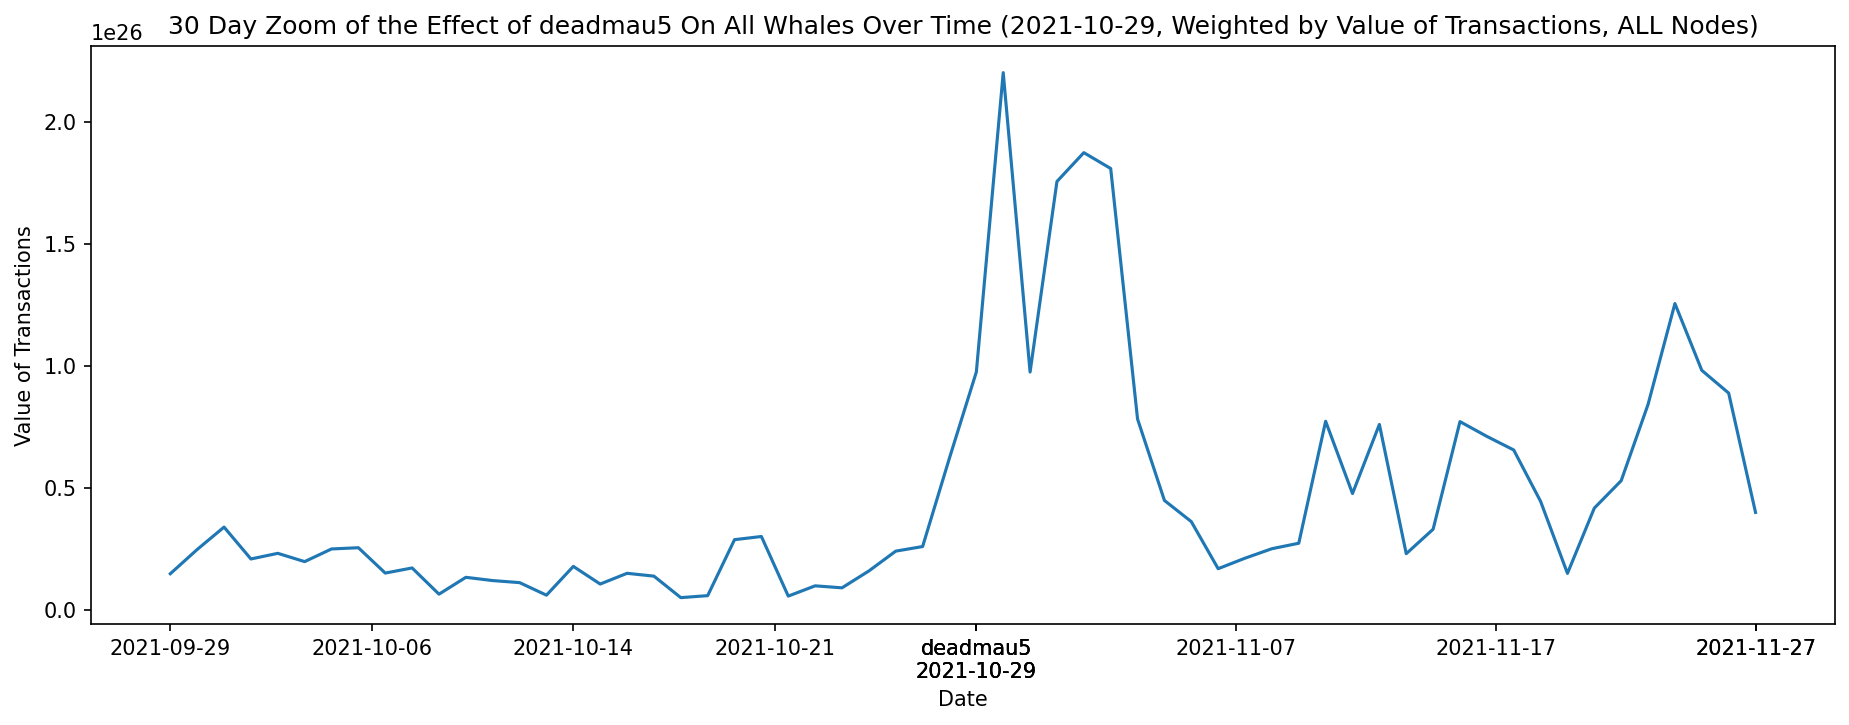 30 Day Zoom of the Effect of deadmau5 On All Whales Over Time (2021-10-29, Weighted by Value of Transactions, ALL Nodes)
1e26
2.0
1.5
1.0
0.5
0.0
Value of Transactions
2021-09-29
2021-10-06
2021-10-14
2021-10-21
deadmau5
2021-10-29
2021-11-07
2021-11-17
2021-11-27
Date